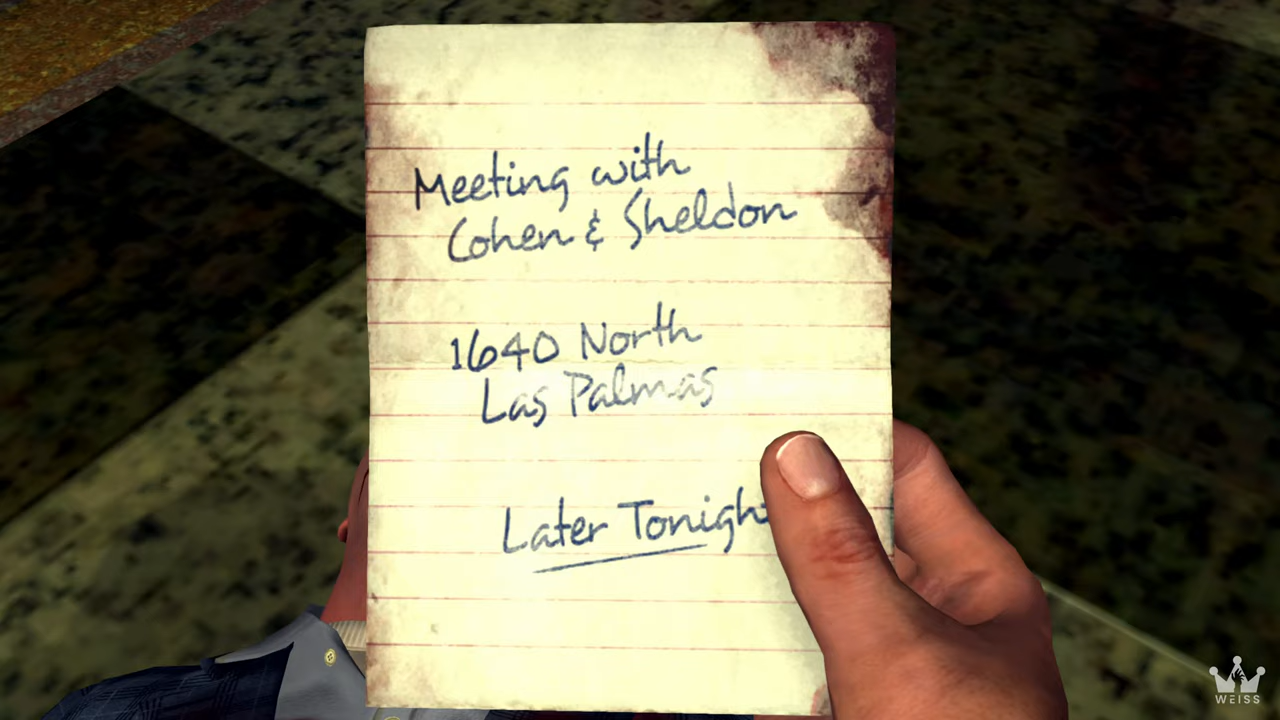 Meeting with
Cohen & Sheldon
1640 North
Las Palmas
Later Tonigh
WEISS